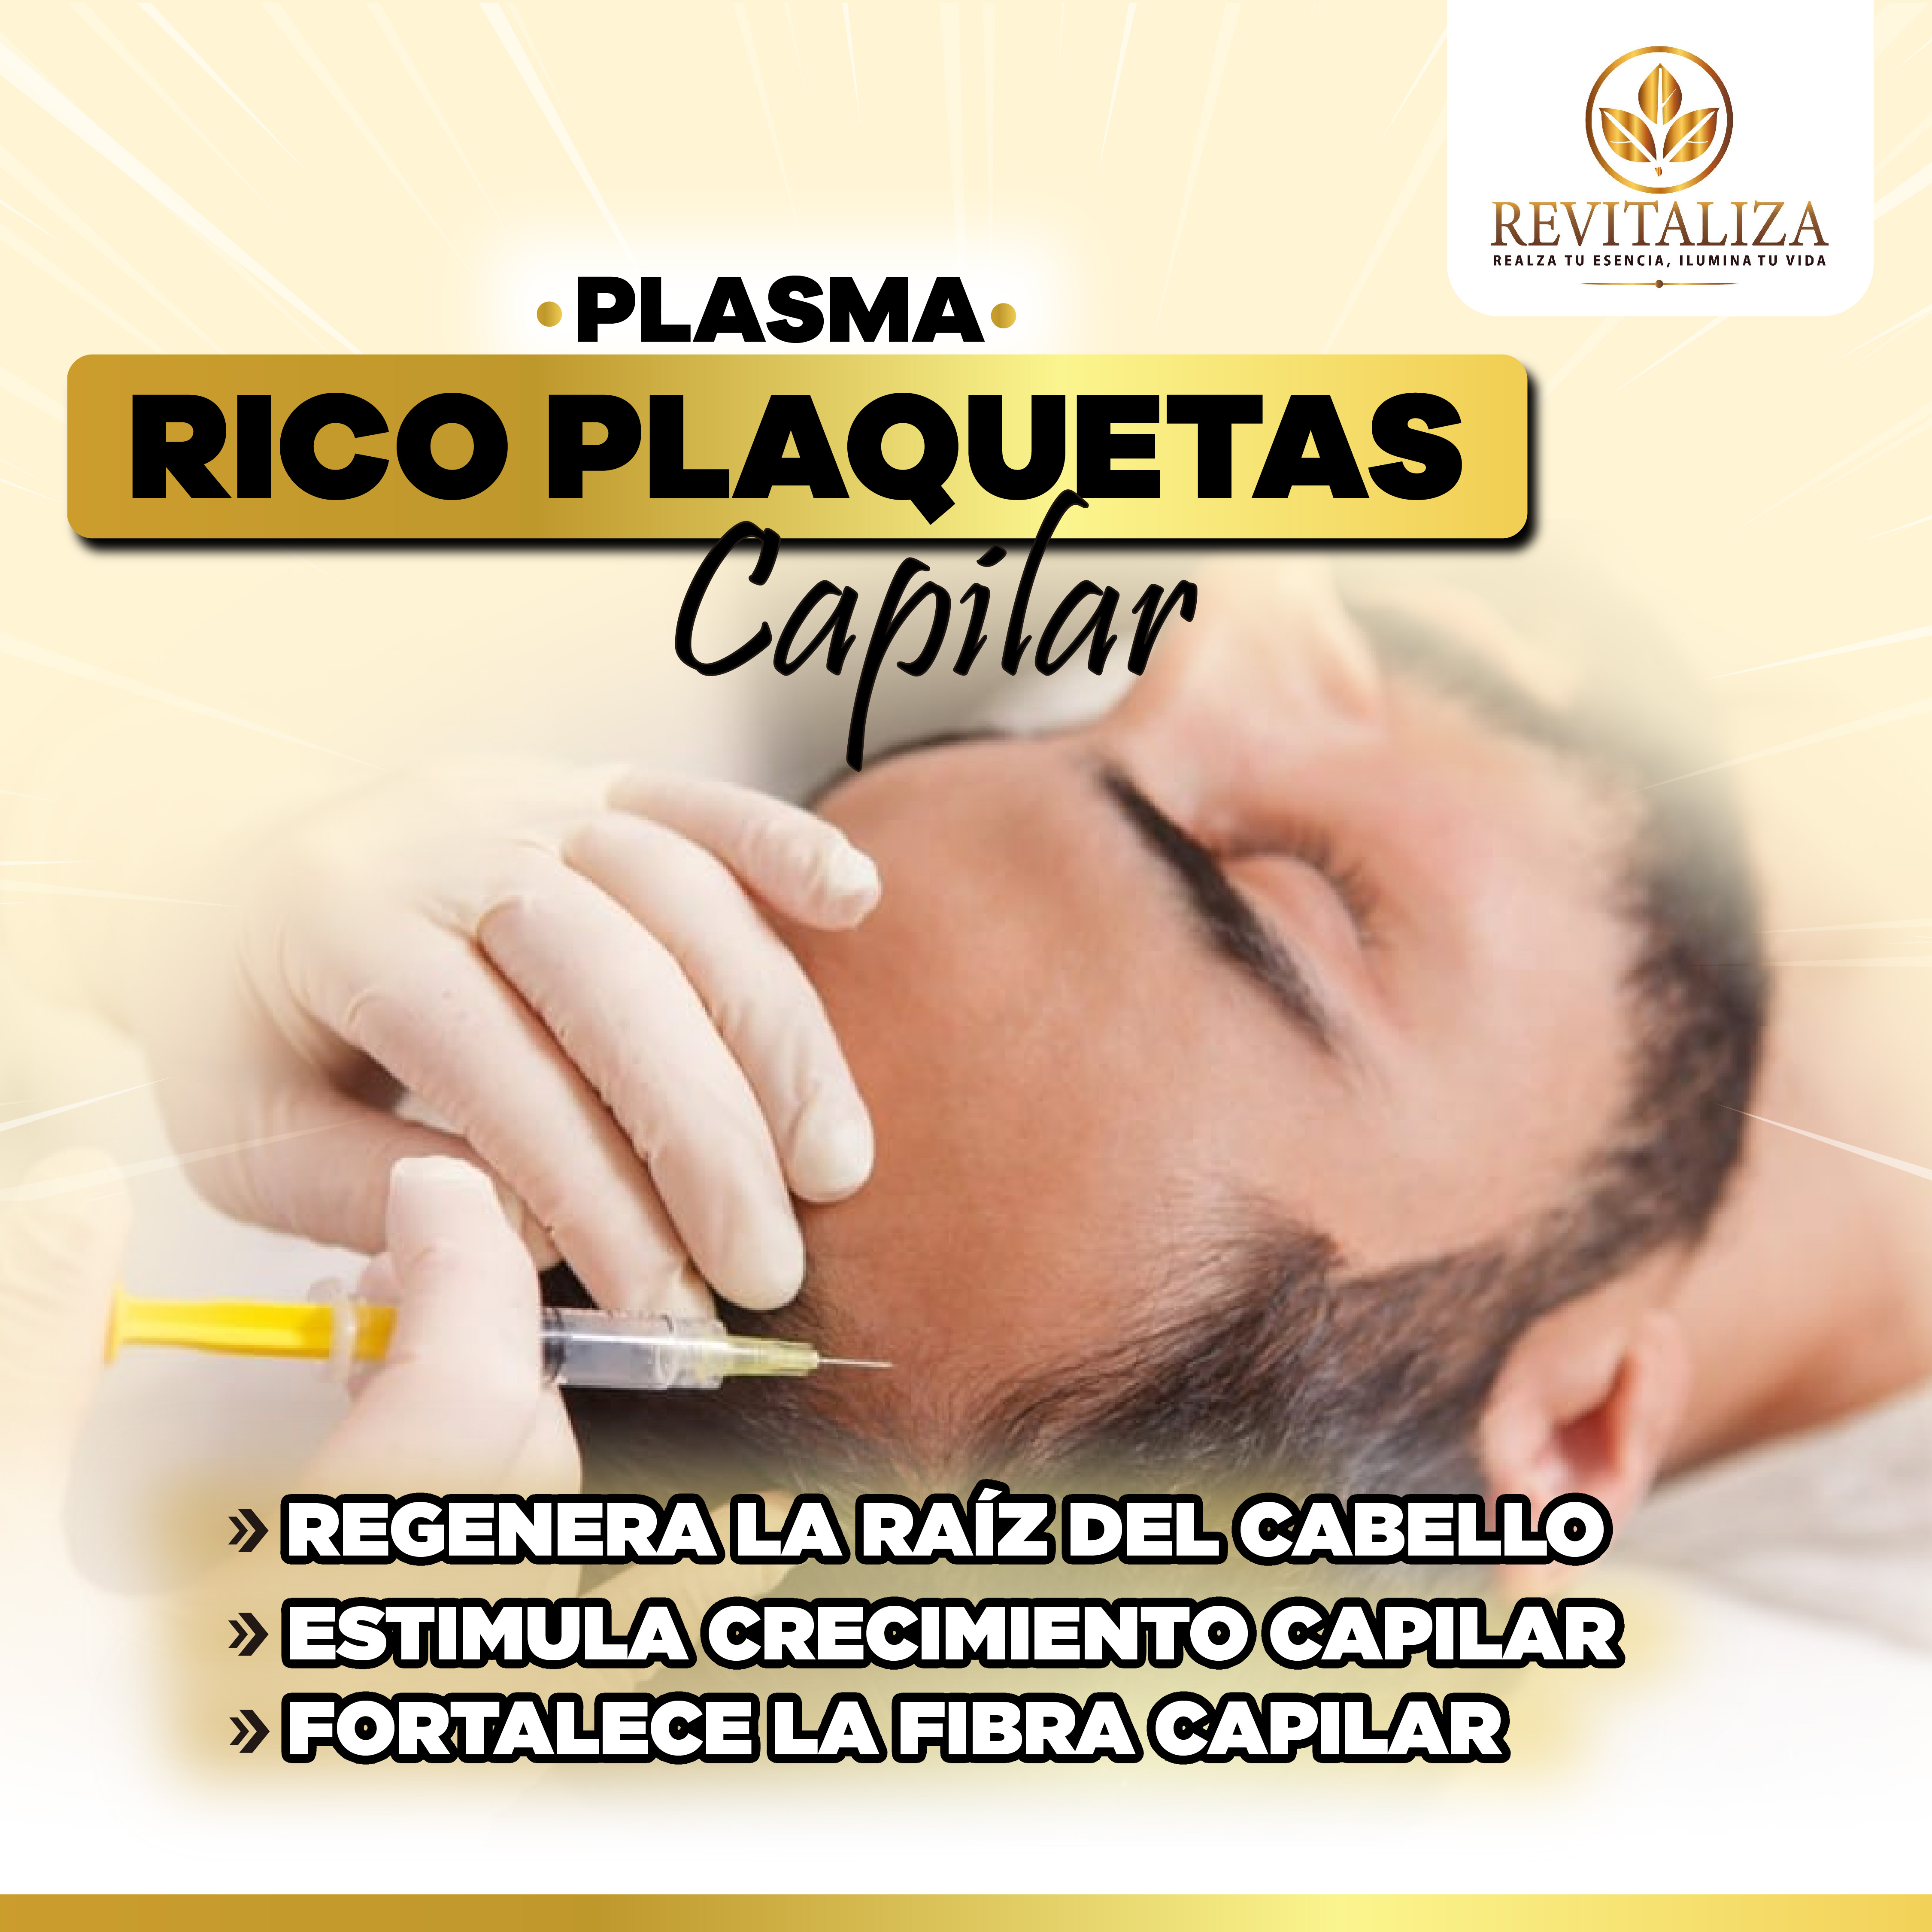 REVITALIZA
REALZA TU ESENCIA, ILUMINA TU VIDA
PLASMA
RICO PLAQUETAS
Capilar
REGENERA LA RAÍZ DEL CABELLO
ESTIMULA CRECIMIENTO CAPILAR
FORTALECE LA FIBRA CAPILAR